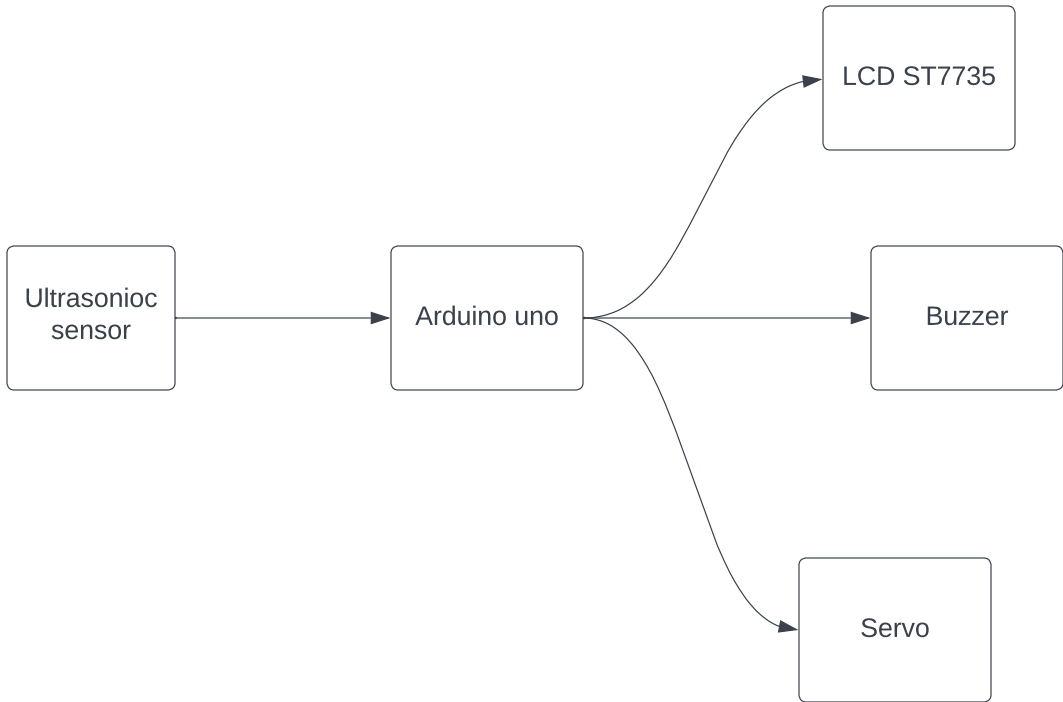 LCD ST7735
Ultrasonioc
sensor
Arduino uno
Buzzer
Servo